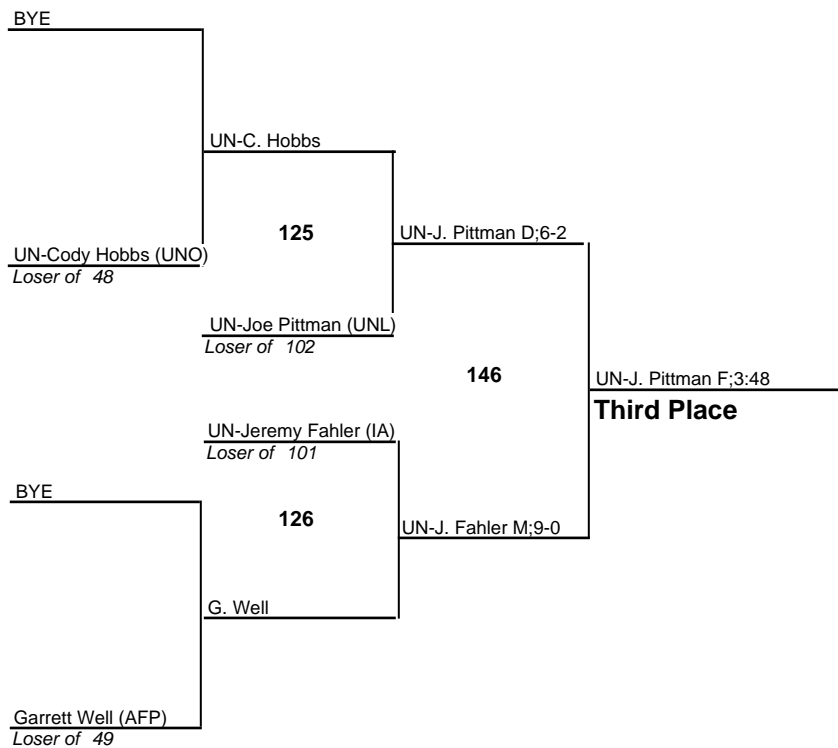 BYE
UN-C. Hobbs
125
UN-J. Pittman D;6-2
UN-Cody Hobbs (UNO)
Loser of 48
UN-Joe Pittman (UNL)
Loser of 102
146
UN-J. Pittman F;3:48
Third Place
UN-Jeremy Fahler (IA)
Loser of 101
BYE
126
UN-J. Fahler M;9-0
G. Well
Garrett Well (AFP)
Loser of 49